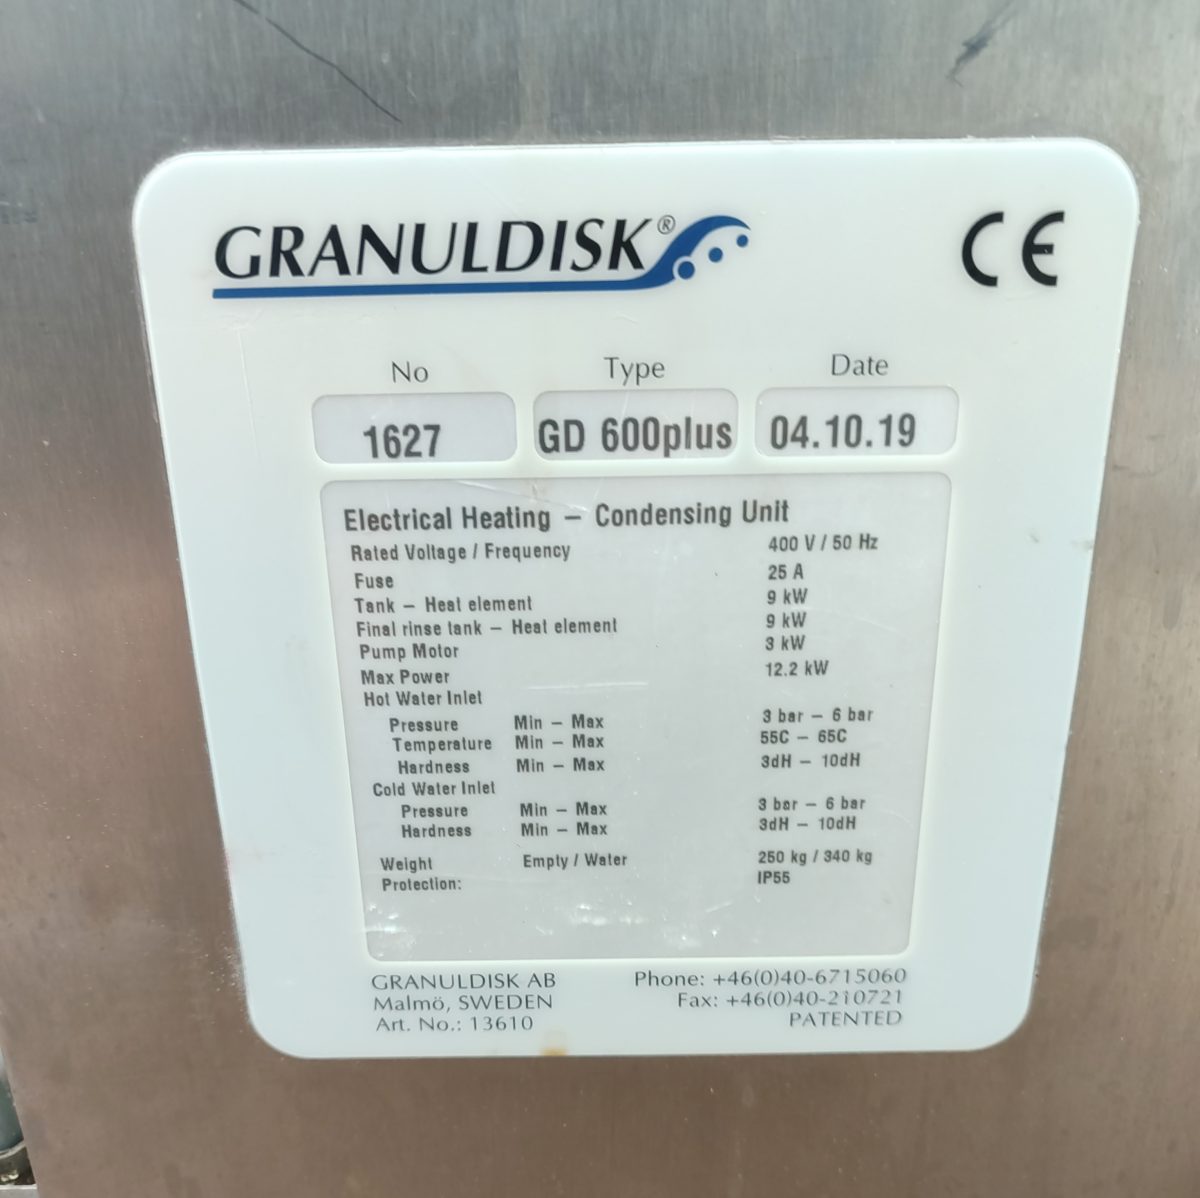 GRANULDISK® CE
No Type Date
1627 GD 600plus 04.10.19
Electrical Heating – Condensing Unit
Rated Voltage / Frequency 400 V / 50 Hz
Fuse 25 A
Tank – Heat element 9 kW
Final rinse tank – Heat element 9 kW
Pump Motor 3 kW
Max Power 12.2 kW
Hot Water Inlet
Pressure Min – Max 3 bar – 6 bar
Temperature Min – Max 55C – 65C
Hardness Min – Max 3dH – 10dH
Cold Water Inlet
Pressure Min – Max 3 bar – 6 bar
Hardness Min – Max 3dH – 10dH
Weight Empty / Water 250 kg / 340 kg
Protection: IP55
GRANULDISK AB Phone: +46(0)40-6715060
Malmö, SWEDEN Fax: +46(0)40-210721
Art. No.: 13610 PATENTED